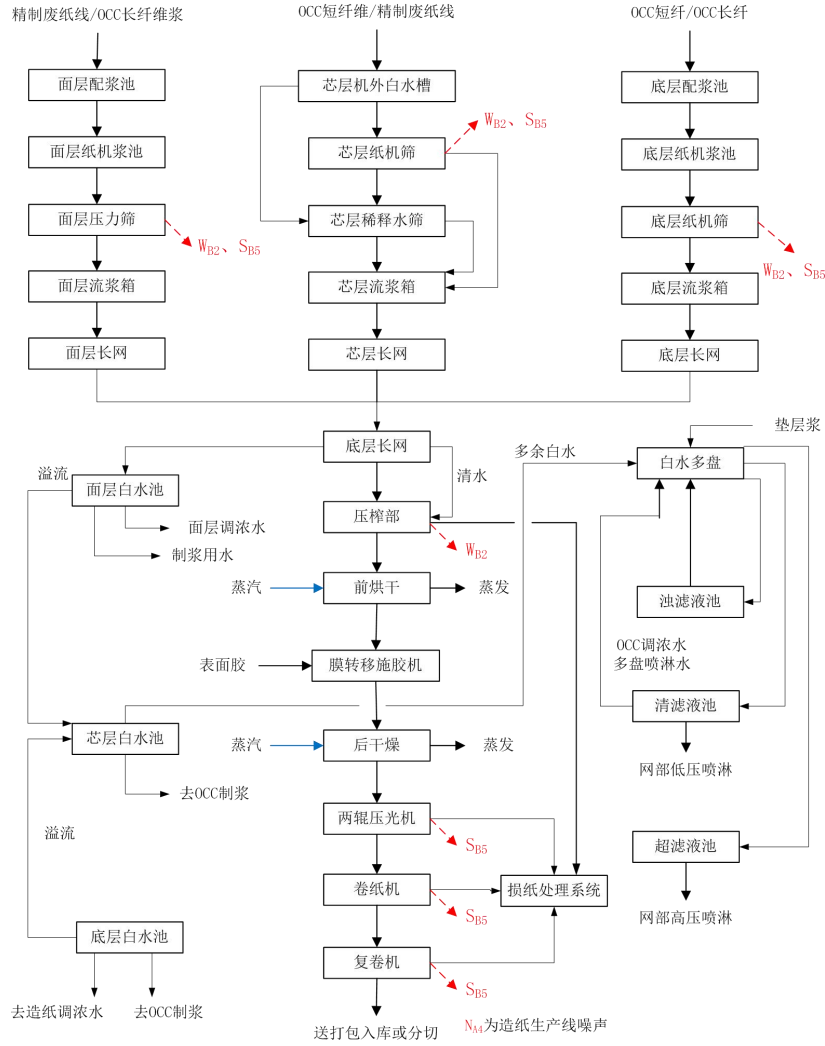 精制废纸线/OCC长纤维浆
OCC短纤维/精制废纸线
OCC短纤/OCC长纤
面层配浆池
芯层机外白水槽
底层配浆池
W_B2、S_B5
面层纸机浆池
芯层纸机筛
底层纸机浆池
面层压力筛
芯层稀释水筛
底层纸机筛
W_B2、S_B5
W_B2、S_B5
面层流浆箱
芯层流浆箱
底层流浆箱
面层长网
芯层长网
底层长网
垫层浆
底层长网
多余白水
白水多盘
溢流
清水
面层白水池
压榨部
面层调浓水
制浆用水
W_B2
蒸汽
前烘干
蒸发
浊滤液池
OCC调浓水
多盘喷淋水
表面胶
膜转移施胶机
清滤液池
芯层白水池
蒸汽
后干燥
蒸发
网部低压喷淋
去OCC制浆
溢流
两辊压光机
S_B5
超滤液池
卷纸机
损纸处理系统
S_B5
网部高压喷淋
底层白水池
复卷机
S_B5
去造纸调浓水
去OCC制浆
送打包入库或分切
N_A4为造纸生产线噪声